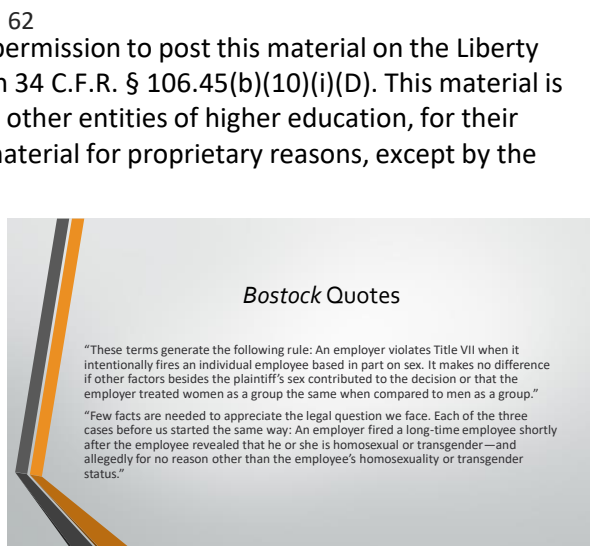 62
permission to post this material on the Liberty
34 C.F.R. § 106.45(b)(10)(i)(D). This material is
other entities of higher education, for their
material for proprietary reasons, except by the
Bostock Quotes
“These terms generate the following rule: An employer violates Title VII when it
intentionally fires an individual employee based in part on sex. It makes no difference
if other factors besides the plaintiff’s sex contributed to the decision or that the
employer treated women as a group the same when compared to men as a group.”
“Few facts are needed to appreciate the legal question we face. Each of the three
cases before us started the same way: An employer fired a long-time employee shortly
after the employee revealed that he or she is homosexual or transgender—and
allegedly for no reason other than the employee’s homosexuality or transgender
status.”